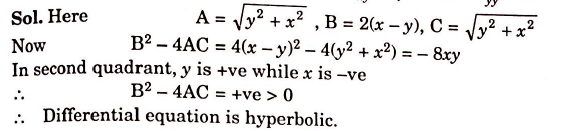 yy
Sol. Here A = √(y² + x²) , B = 2(x – y), C = √(y² + x²)
Now B² – 4AC = 4(x – y)² – 4(y² + x²) = – 8xy
In second quadrant, y is +ve while x is –ve
∴ B² – 4AC = +ve > 0
∴ Differential equation is hyperbolic.